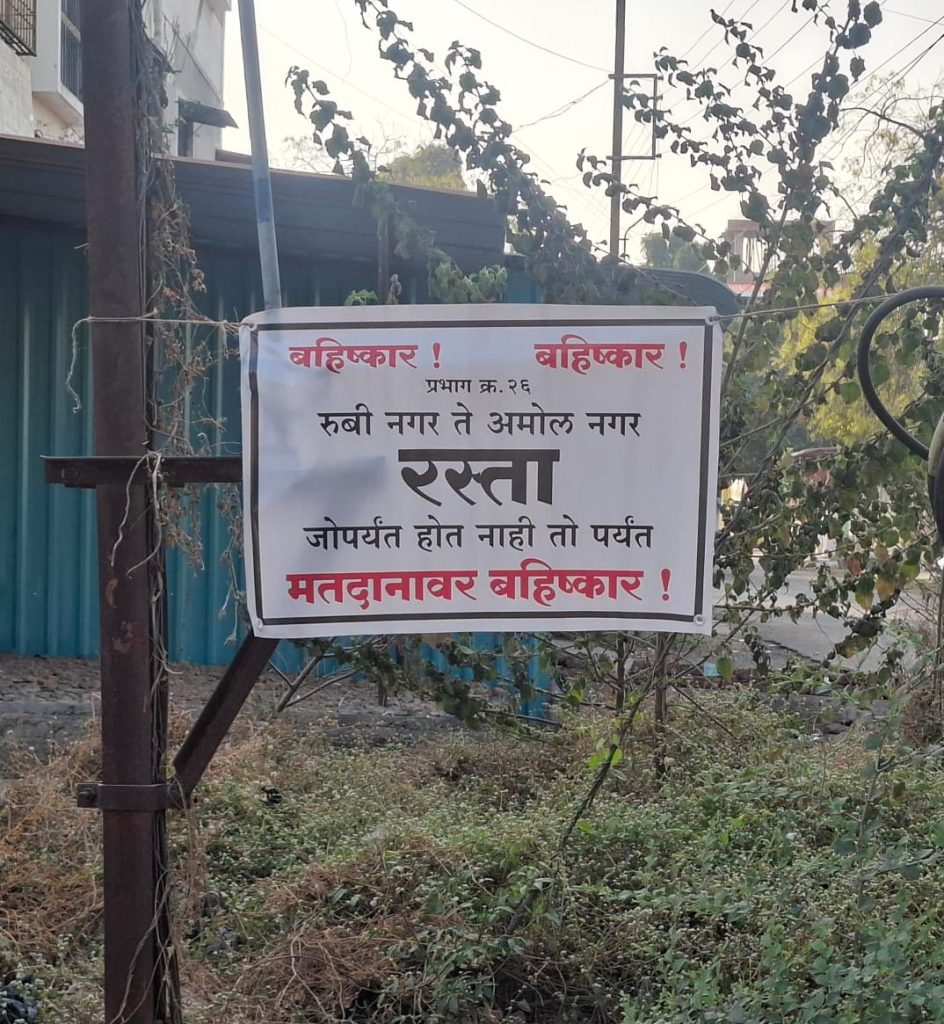 बहिष्कार ! बहिष्कार !
प्रभाग क्र. २६
रुबी नगर ते अमोल नगर
रस्ता
जोपर्यंत होत नाही तो पर्यंत
मतदानावर बहिष्कार !